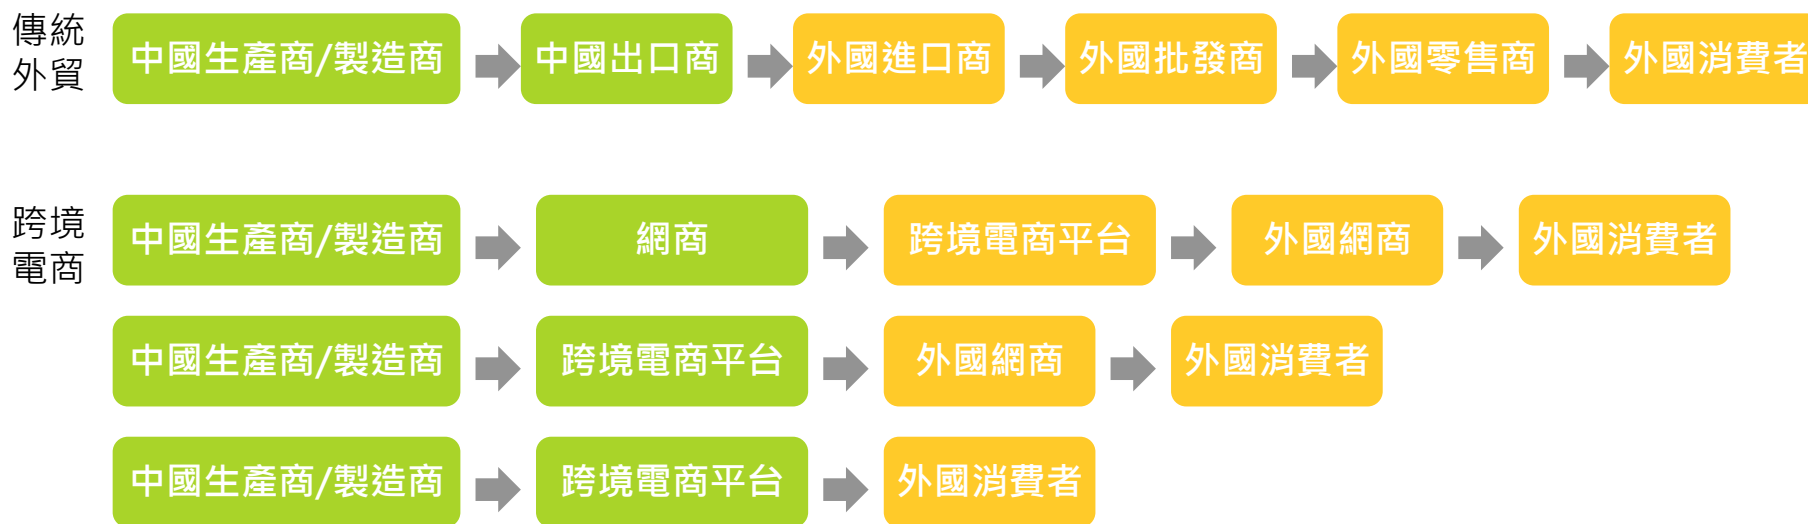 傳統
外貿
中國生產商/製造商
中國出口商
外國進口商
外國批發商
外國零售商
外國消費者
跨境
電商
中國生產商/製造商
網商
跨境電商平台
外國網商
外國消費者
中國生產商/製造商
跨境電商平台
外國網商
外國消費者
中國生產商/製造商
跨境電商平台
外國消費者